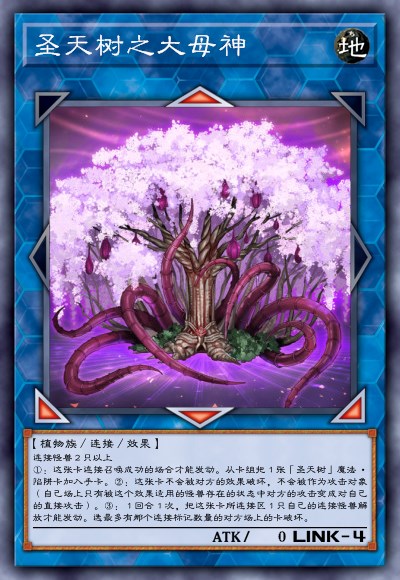 圣天树之大母神
地
【植物族／连接／效果】
连接怪兽２只以上
①：这张卡连接召唤成功的场合才能发动。从卡组把１张「圣天树」魔法·
陷阱卡加入手卡。②：这张卡不会被对方的效果破坏，不会被作为攻击对象
（自己场上只有被这个效果适用的怪兽存在的状态中对方的攻击变成对自己
的直接攻击）。③：１回合１次，把这张卡所连接区１只自己的连接怪兽解
放才能发动。选最多有那个连接标记数量的对方场上的卡破坏。
ATK/ 0 LINK-4